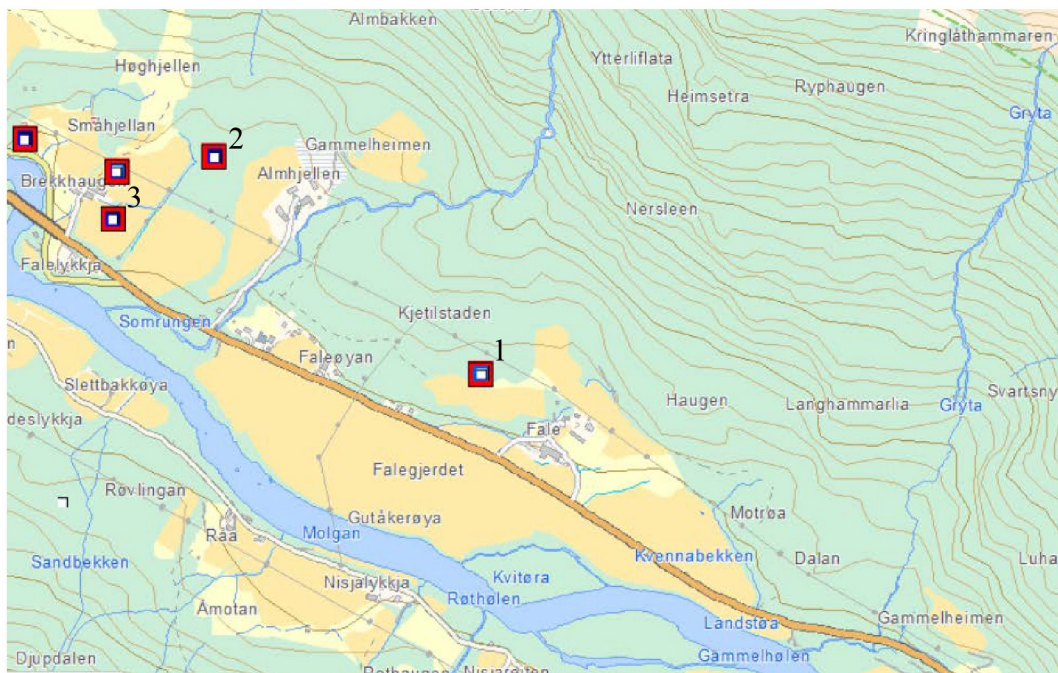 Almbakken
Kringlåthammaren
Høghjellen
Ytterliflata
Heimsetra
Ryphaugen
Gryta
Småhjellan
2
Gammelheimen
Almhjellen
Brekkhaugen
3
Nersleen
Falelykkja
Somrungen
Kjetilstaden
1
Faleøyan
Slettbakkøya
Svartsny
Haugen
Langhammarlia
Gryta
deslykkja
Fale
Falegjerdet
Røvlingan
Gutåkerøya
Motrøa
Raa
Molgan
Sandbekken
Kvennabekken
Dalan
Luha
Kvitøra
Nisjalykkja
Røthølen
Åmotan
Landstøa
Gammelheimen
Djupdalen
Gammelhølen